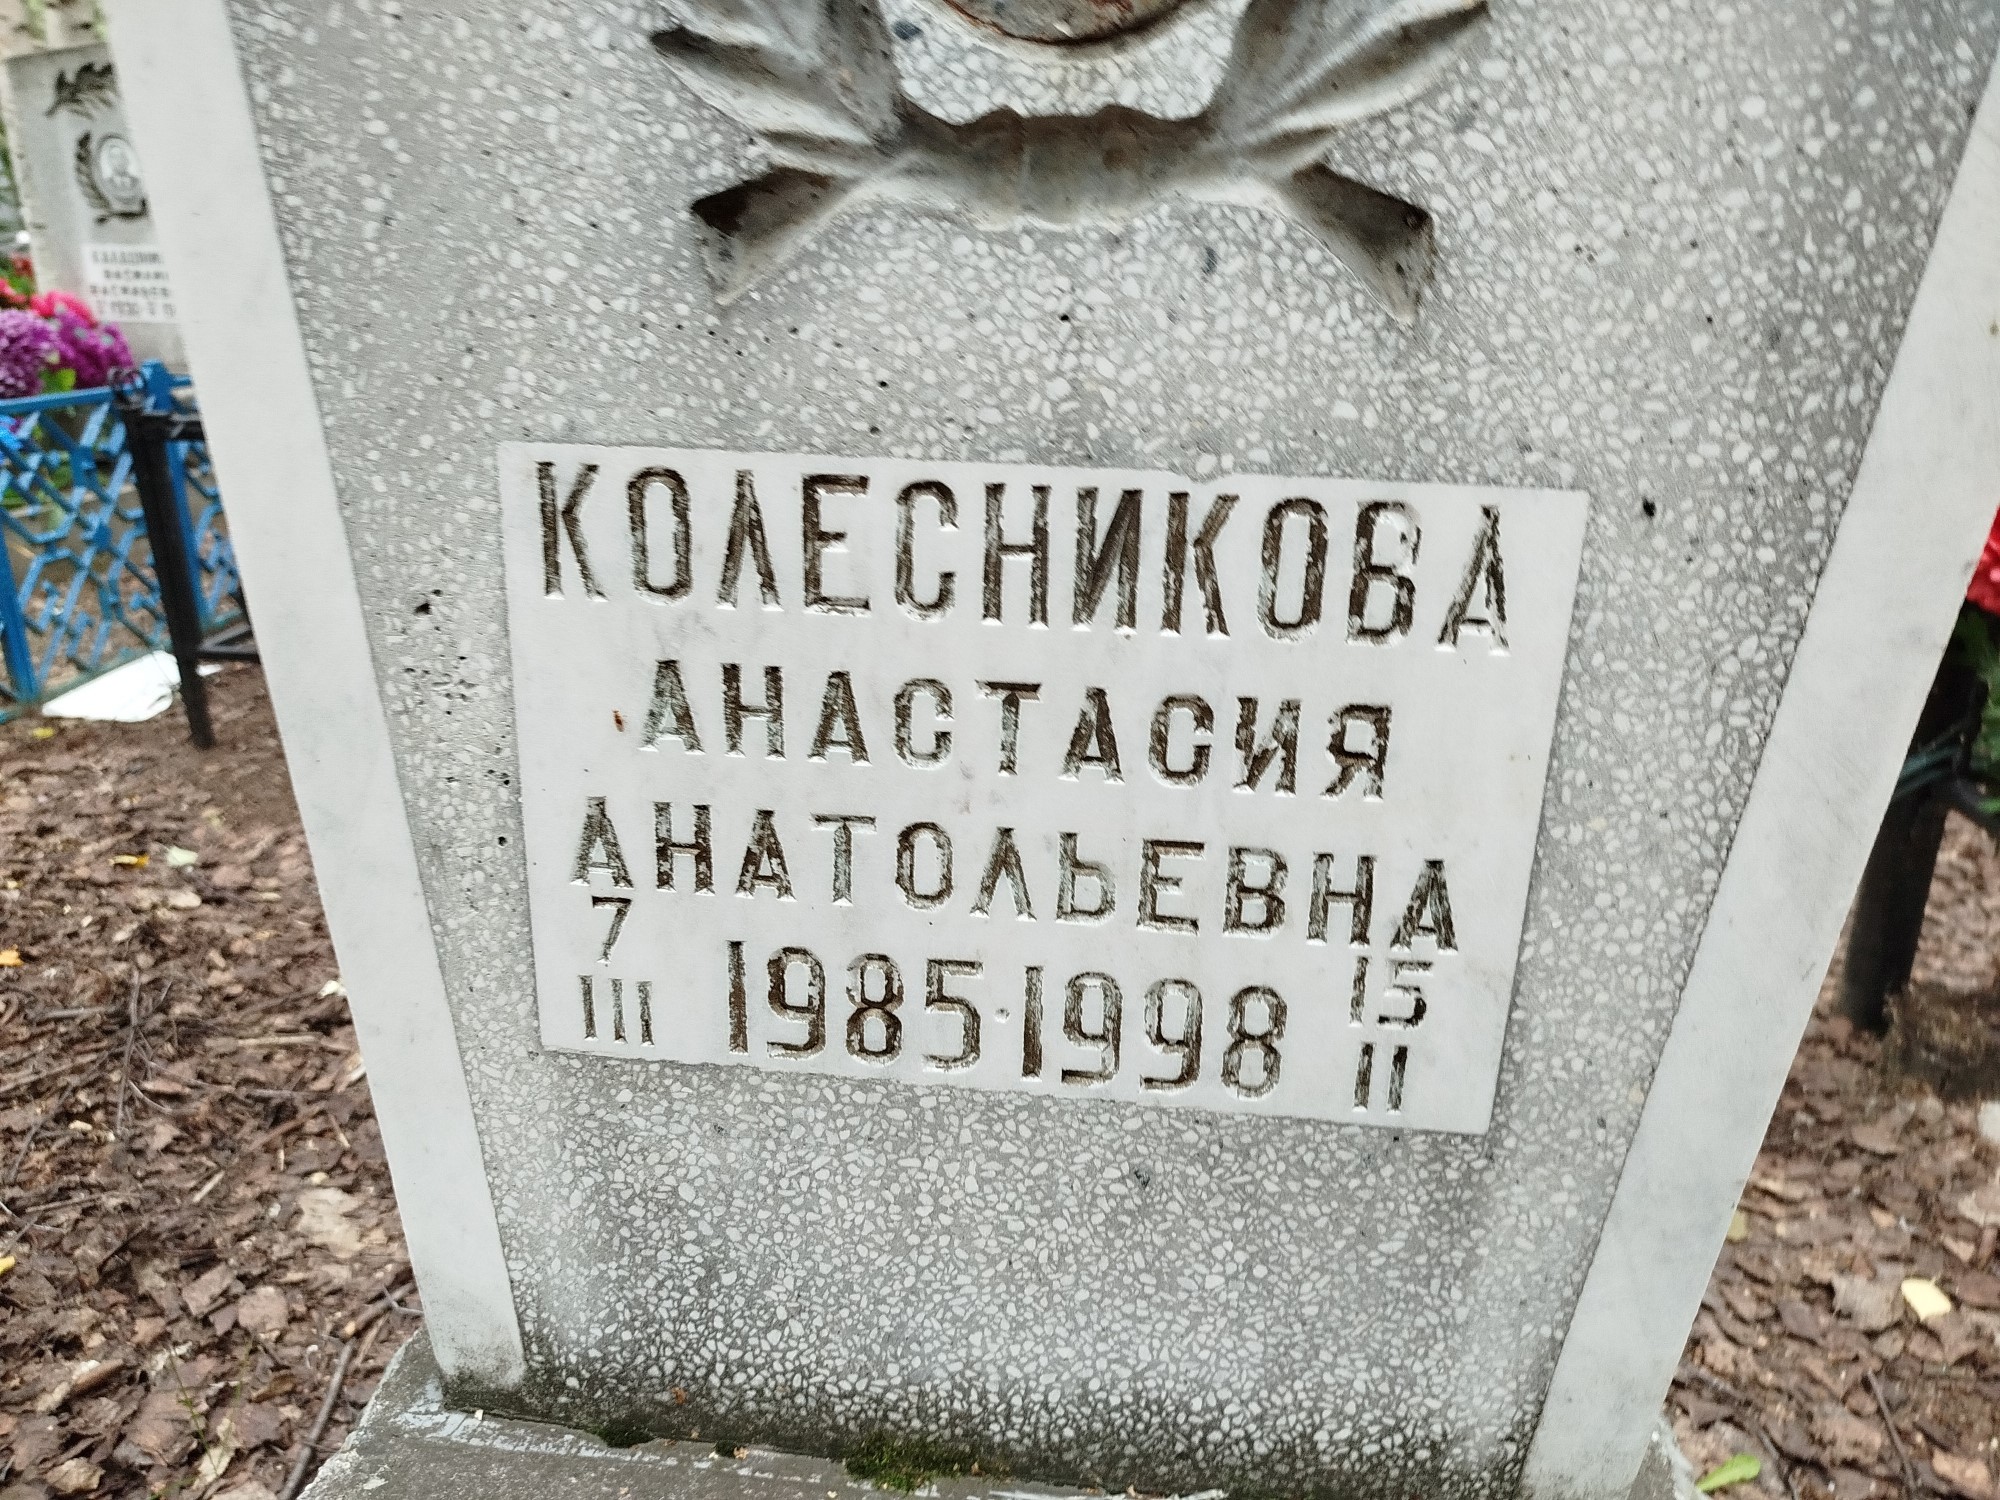 КОЛЕСНИКОВА
АНАСТАСИЯ
АНАТОЛЬЕВНА
7 III 1985·1998 15 II